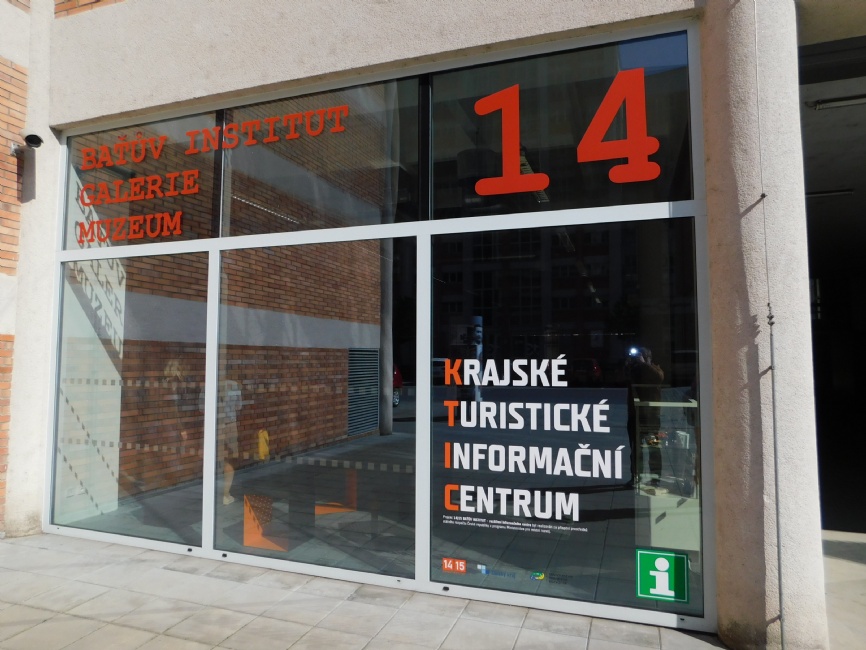 BAŤŮV INSTITUT
GALERIE
MUZEUM
14
KRAJSKÉ
TURISTICKÉ
INFORMAČNÍ
CENTRUM
14 15
i